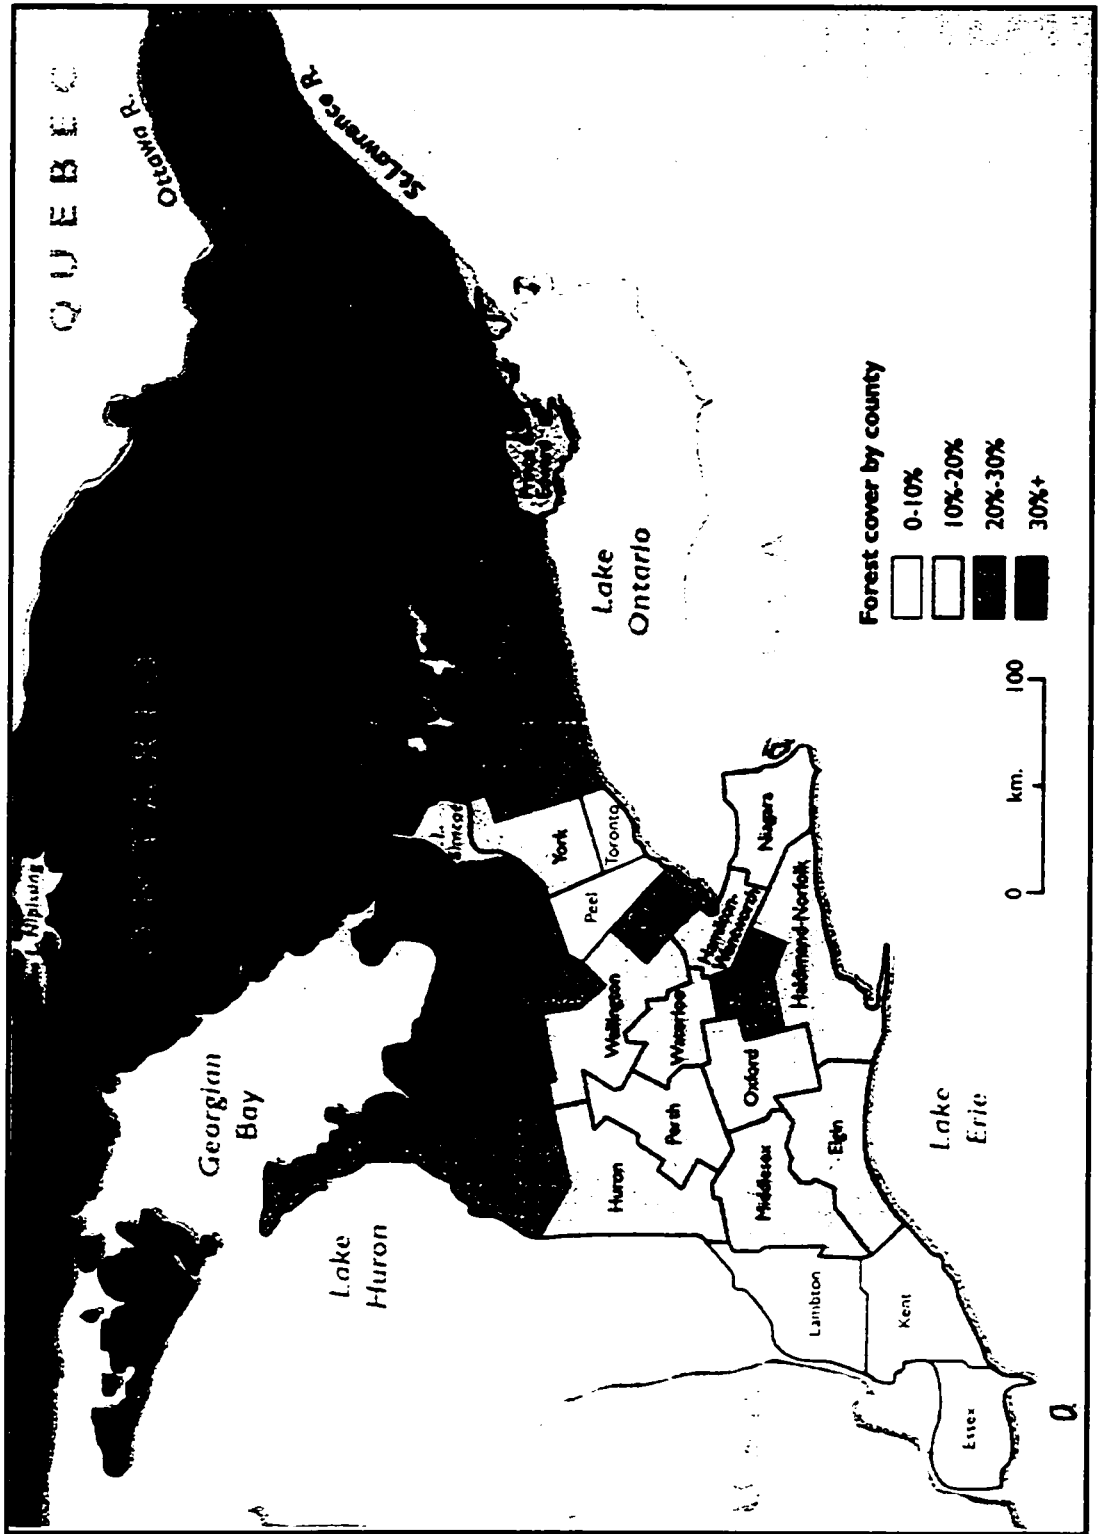 QUEBEC
Ottawa R.
St.Lawrence R.
L. Nipissing
Georgian
Bay
Lake
Huron
L.
Simcoe
York
Toronto
Peel
Prince
Edward
Lake
Ontario
Wellington
Waterloo
Hamilton-
Wentworth
Niagara
Haldimand-Norfolk
Huron
Perth
Oxford
Middlesex
Elgin
Lambton
Kent
Essex
Lake
Erie
Forest cover by county
0-10%
10%-20%
20%-30%
30%+
0 km. 100
a